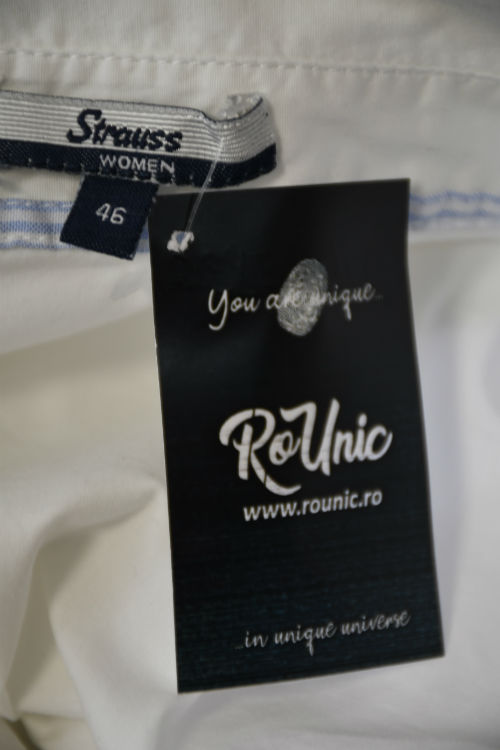 Strauss
WOMEN
46
You are unique..
RoUnic
www.rounic.ro
..in unique universe